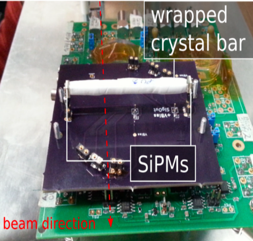 wrapped
crystal bar
SiPMs
beam direction